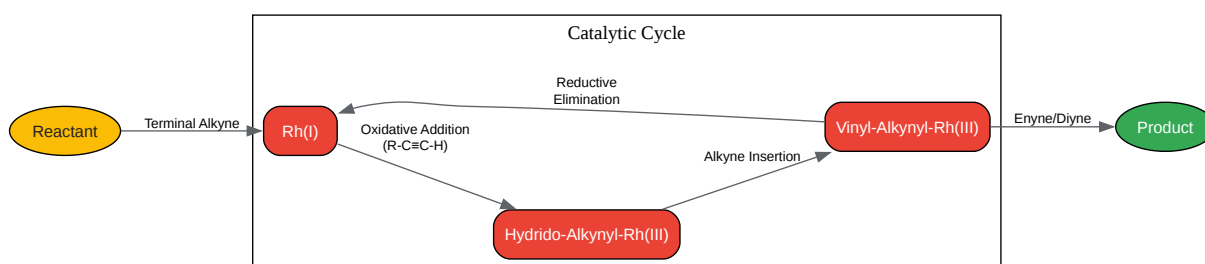 Catalytic Cycle
Reductive
Elimination
Reactant
Terminal Alkyne
Rh(I)
Oxidative Addition
(R-C≡C-H)
Vinyl-Alkynyl-Rh(III)
Enyne/Diyne
Product
Alkyne Insertion
Hydrido-Alkynyl-Rh(III)